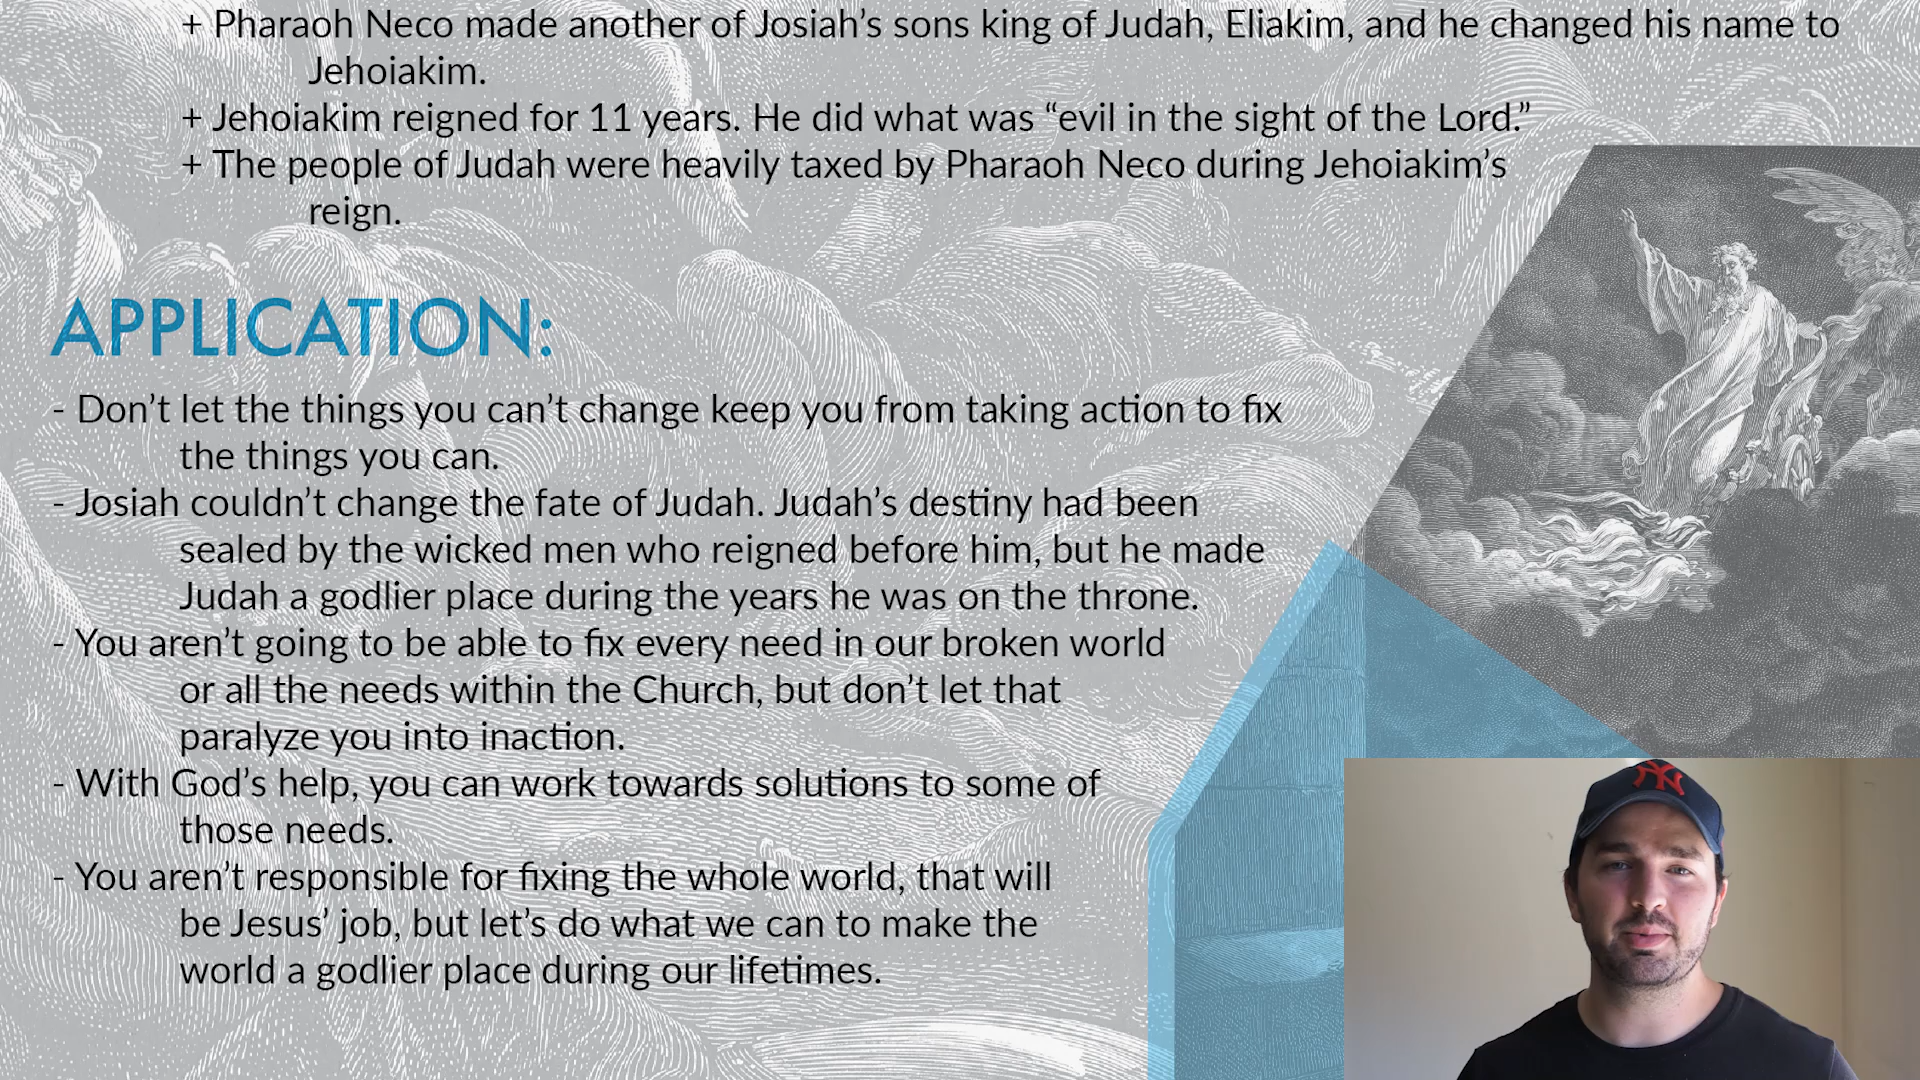 + Pharaoh Neco made another of Josiah’s sons king of Judah, Eliakim, and he changed his name to
Jehoiakim.
+ Jehoiakim reigned for 11 years. He did what was “evil in the sight of the Lord.”
+ The people of Judah were heavily taxed by Pharaoh Neco during Jehoiakim’s
reign.
APPLICATION:
- Don’t let the things you can’t change keep you from taking action to fix
the things you can.
- Josiah couldn’t change the fate of Judah. Judah’s destiny had been
sealed by the wicked men who reigned before him, but he made
Judah a godlier place during the years he was on the throne.
- You aren’t going to be able to fix every need in our broken world
or all the needs within the Church, but don’t let that
paralyze you into inaction.
- With God’s help, you can work towards solutions to some of
those needs.
- You aren’t responsible for fixing the whole world, that will
be Jesus’ job, but let’s do what we can to make the
world a godlier place during our lifetimes.
NY